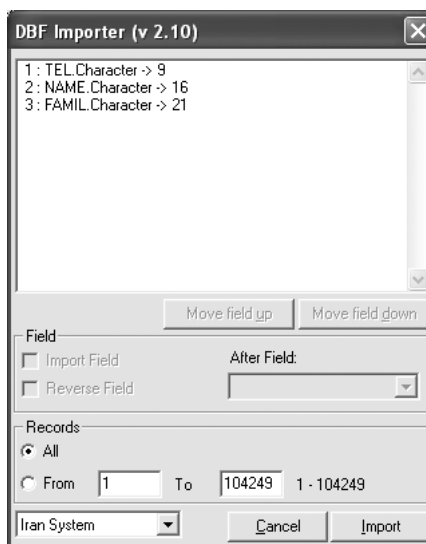 DBF Importer (v 2.10)
1 : TEL.Character -> 9
2 : NAME.Character -> 16
3 : FAMIL.Character -> 21
Move field up Move field down
Field
Import Field After Field:
Reverse Field
Records
All
From 1 To 104249 1 - 104249
Iran System Cancel Import